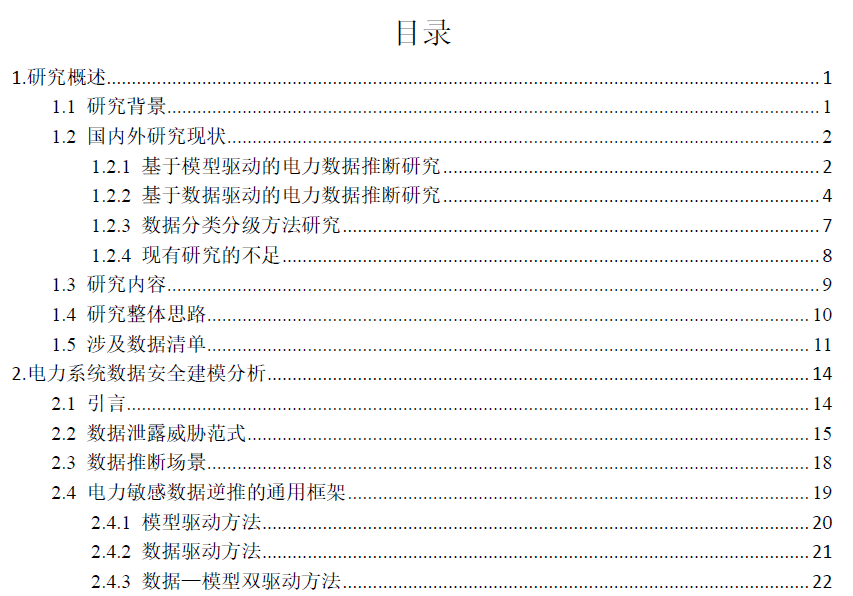 目录
1.研究概述........................................1
1.1 研究背景........................................1
1.2 国内外研究现状........................................2
1.2.1 基于模型驱动的电力数据推断研究........................................2
1.2.2 基于数据驱动的电力数据推断研究........................................4
1.2.3 数据分类分级方法研究........................................7
1.2.4 现有研究的不足........................................8
1.3 研究内容........................................9
1.4 研究整体思路........................................10
1.5 涉及数据清单........................................11
2.电力系统数据安全建模分析........................................14
2.1 引言........................................14
2.2 数据泄露威胁范式........................................15
2.3 数据推断场景........................................18
2.4 电力敏感数据逆推的通用框架........................................19
2.4.1 模型驱动方法........................................20
2.4.2 数据驱动方法........................................21
2.4.3 数据—模型双驱动方法........................................22